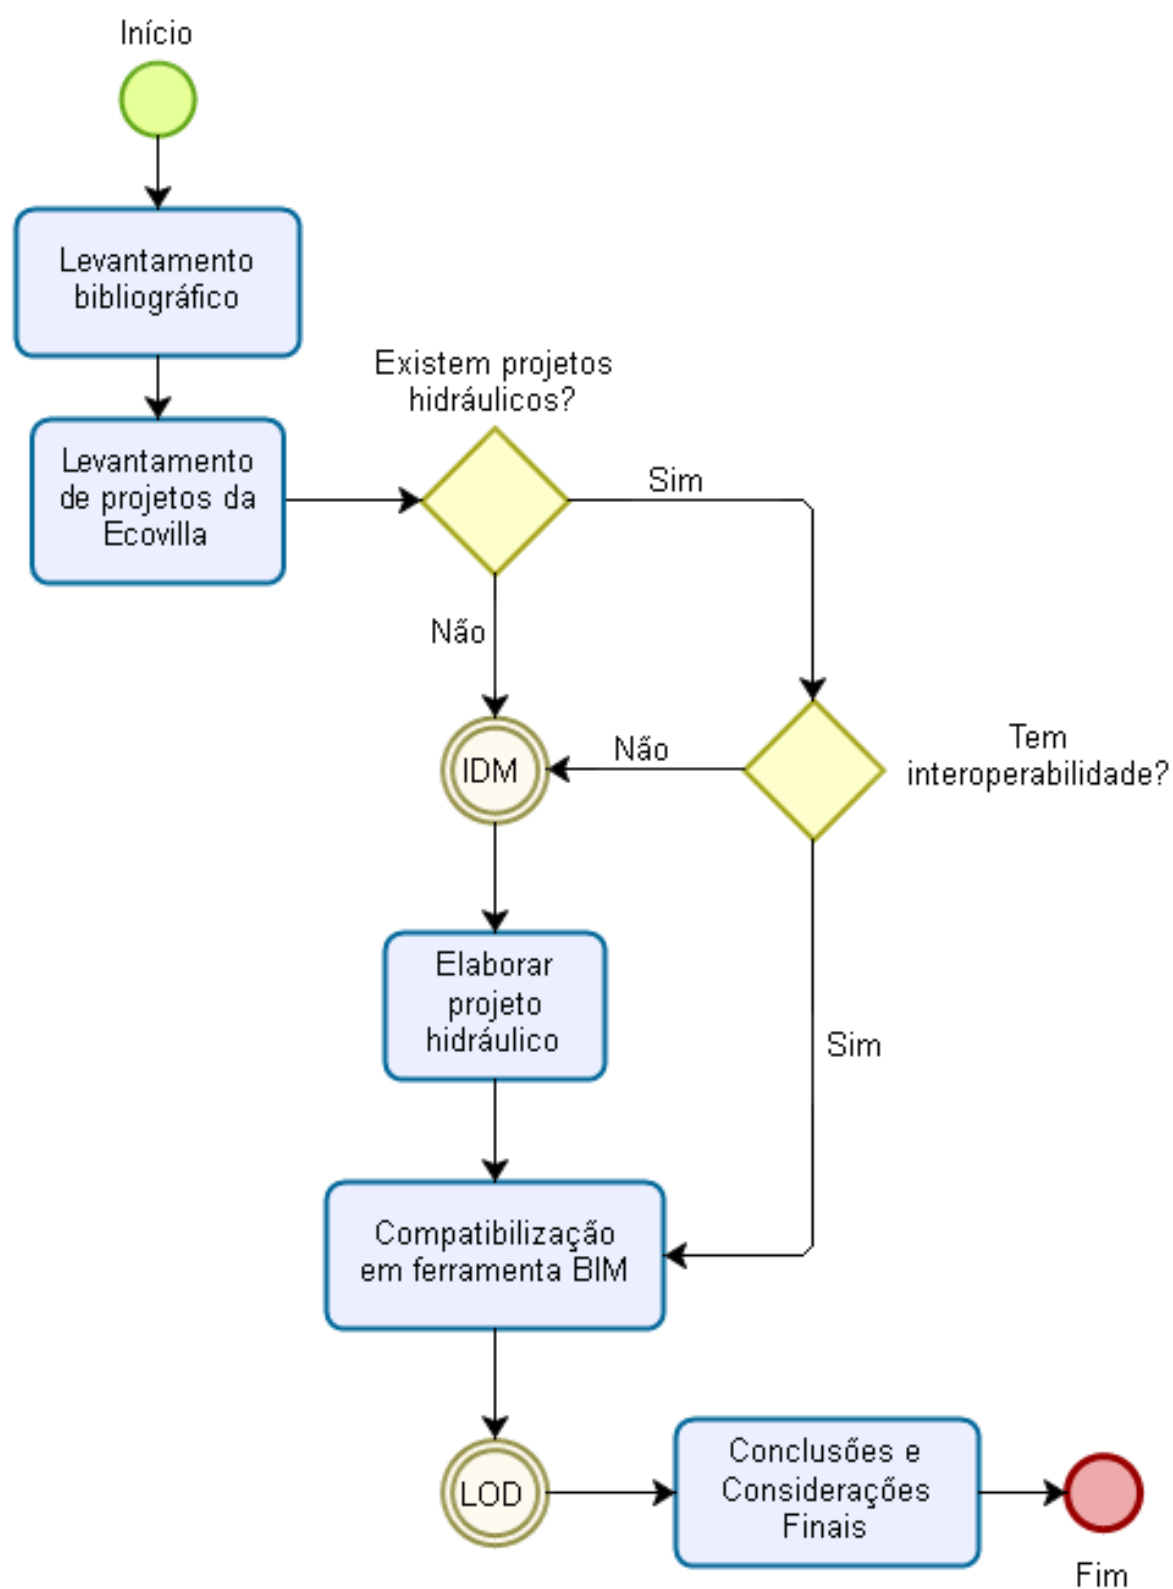 Início
Levantamento
bibliográfico
Levantamento
de projetos da
Ecovilla
Existem projetos
hidráulicos?
Sim
Não
Tem
interoperabilidade?
Não
IDM
Elaborar
projeto
hidráulico
Sim
Compatibilização
em ferramenta BIM
LOD
Conclusões e
Considerações
Finais
Fim